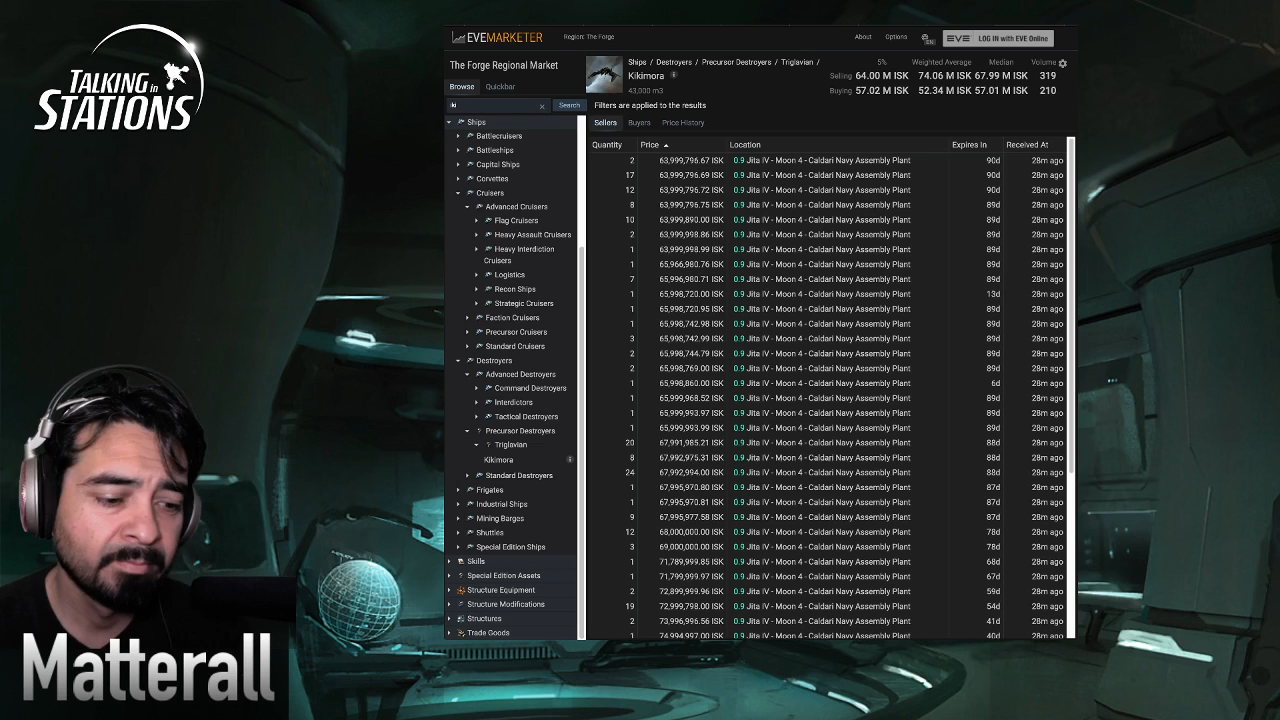 TALKING in
STATIONS
EVEMARKETER
Region: The Forge
About
Options
EN
EVE LOG IN with EVE Online
The Forge Regional Market
Browse
Quickbar
Search
Ships
Battlecruisers
Battleships
Capital Ships
Corvettes
Cruisers
Advanced Cruisers
Flag Cruisers
Heavy Assault Cruisers
Heavy Interdiction
Cruisers
Logistics
Recon Ships
Strategic Cruisers
Faction Cruisers
Precursor Cruisers
Standard Cruisers
Destroyers
Advanced Destroyers
Command Destroyers
Interdictors
Tactical Destroyers
Precursor Destroyers
Triglavian
Kikimora
Standard Destroyers
Frigates
Industrial Ships
Mining Barges
Shuttles
Special Edition Ships
Skills
Special Edition Assets
Structure Equipment
Structure Modifications
Structures
Trade Goods
Ships / Destroyers / Precursor Destroyers / Triglavian /
Kikimora
43,000 m3
5% Weighted Average Median Volume
Selling 64.00 M ISK 74.06 M ISK 67.99 M ISK 319
Buying 57.02 M ISK 52.34 M ISK 57.01 M ISK 210
Filters are applied to the results
Sellers Buyers Price History
Quantity Price Location Expires In Received At
2 63,999,796.67 ISK 0.9 Jita IV - Moon 4 - Caldari Navy Assembly Plant 90d 28m ago
17 63,999,796.69 ISK 0.9 Jita IV - Moon 4 - Caldari Navy Assembly Plant 90d 28m ago
12 63,999,796.72 ISK 0.9 Jita IV - Moon 4 - Caldari Navy Assembly Plant 90d 28m ago
8 63,999,796.75 ISK 0.9 Jita IV - Moon 4 - Caldari Navy Assembly Plant 89d 28m ago
10 63,999,890.00 ISK 0.9 Jita IV - Moon 4 - Caldari Navy Assembly Plant 89d 28m ago
2 63,999,998.86 ISK 0.9 Jita IV - Moon 4 - Caldari Navy Assembly Plant 89d 28m ago
1 63,999,998.99 ISK 0.9 Jita IV - Moon 4 - Caldari Navy Assembly Plant 89d 28m ago
1 65,966,980.76 ISK 0.9 Jita IV - Moon 4 - Caldari Navy Assembly Plant 89d 28m ago
7 65,996,980.71 ISK 0.9 Jita IV - Moon 4 - Caldari Navy Assembly Plant 89d 28m ago
1 65,998,720.00 ISK 0.9 Jita IV - Moon 4 - Caldari Navy Assembly Plant 13d 28m ago
1 65,998,720.95 ISK 0.9 Jita IV - Moon 4 - Caldari Navy Assembly Plant 89d 28m ago
1 65,998,742.98 ISK 0.9 Jita IV - Moon 4 - Caldari Navy Assembly Plant 89d 28m ago
3 65,998,742.99 ISK 0.9 Jita IV - Moon 4 - Caldari Navy Assembly Plant 89d 28m ago
2 65,998,744.79 ISK 0.9 Jita IV - Moon 4 - Caldari Navy Assembly Plant 89d 28m ago
2 65,998,769.00 ISK 0.9 Jita IV - Moon 4 - Caldari Navy Assembly Plant 89d 28m ago
1 65,998,860.00 ISK 0.9 Jita IV - Moon 4 - Caldari Navy Assembly Plant 6d 28m ago
1 65,999,968.52 ISK 0.9 Jita IV - Moon 4 - Caldari Navy Assembly Plant 89d 28m ago
1 65,999,993.97 ISK 0.9 Jita IV - Moon 4 - Caldari Navy Assembly Plant 89d 28m ago
1 65,999,993.99 ISK 0.9 Jita IV - Moon 4 - Caldari Navy Assembly Plant 89d 28m ago
20 67,991,985.21 ISK 0.9 Jita IV - Moon 4 - Caldari Navy Assembly Plant 88d 28m ago
8 67,992,975.31 ISK 0.9 Jita IV - Moon 4 - Caldari Navy Assembly Plant 88d 28m ago
24 67,992,994.00 ISK 0.9 Jita IV - Moon 4 - Caldari Navy Assembly Plant 88d 28m ago
1 67,995,970.80 ISK 0.9 Jita IV - Moon 4 - Caldari Navy Assembly Plant 87d 28m ago
1 67,995,970.81 ISK 0.9 Jita IV - Moon 4 - Caldari Navy Assembly Plant 87d 28m ago
9 67,995,977.58 ISK 0.9 Jita IV - Moon 4 - Caldari Navy Assembly Plant 87d 28m ago
12 68,000,000.00 ISK 0.9 Jita IV - Moon 4 - Caldari Navy Assembly Plant 78d 28m ago
3 69,000,000.00 ISK 0.9 Jita IV - Moon 4 - Caldari Navy Assembly Plant 78d 28m ago
1 71,789,999.85 ISK 0.9 Jita IV - Moon 4 - Caldari Navy Assembly Plant 68d 28m ago
1 71,799,999.97 ISK 0.9 Jita IV - Moon 4 - Caldari Navy Assembly Plant 67d 28m ago
2 72,899,999.96 ISK 0.9 Jita IV - Moon 4 - Caldari Navy Assembly Plant 59d 28m ago
19 72,999,798.00 ISK 0.9 Jita IV - Moon 4 - Caldari Navy Assembly Plant 54d 28m ago
2 73,996,996.56 ISK 0.9 Jita IV - Moon 4 - Caldari Navy Assembly Plant 41d 28m ago
1 74,994,997.00 ISK 0.9 Jita IV - Moon 4 - Caldari Navy Assembly Plant 40d 28m ago
Matterall